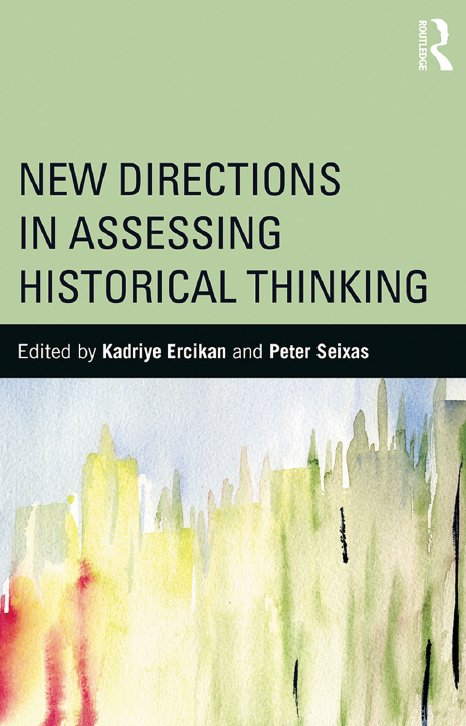 ROUTLEDGE
NEW DIRECTIONS
IN ASSESSING
HISTORICAL THINKING
Edited by Kadriye Ercikan and Peter Seixas